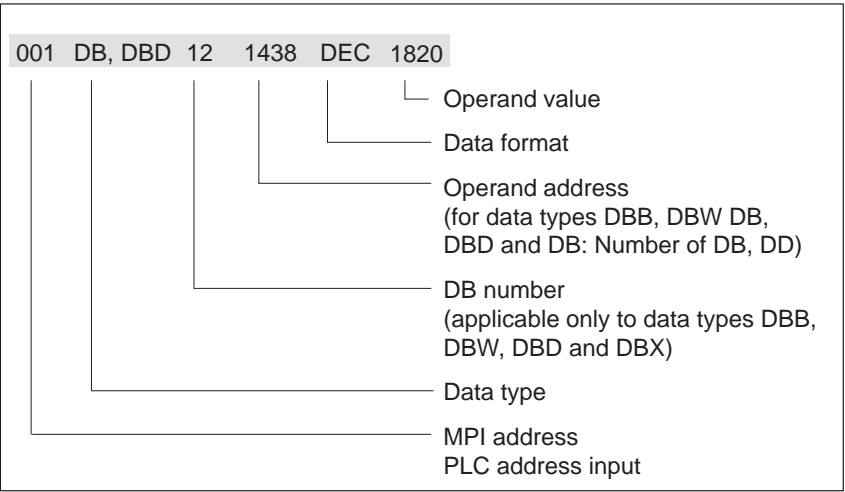 001 DB, DBD 12 1438 DEC 1820
Operand value
Data format
Operand address
(for data types DBB, DBW DB,
DBD and DB: Number of DB, DD)
DB number
(applicable only to data types DBB,
DBW, DBD and DBX)
Data type
MPI address
PLC address input